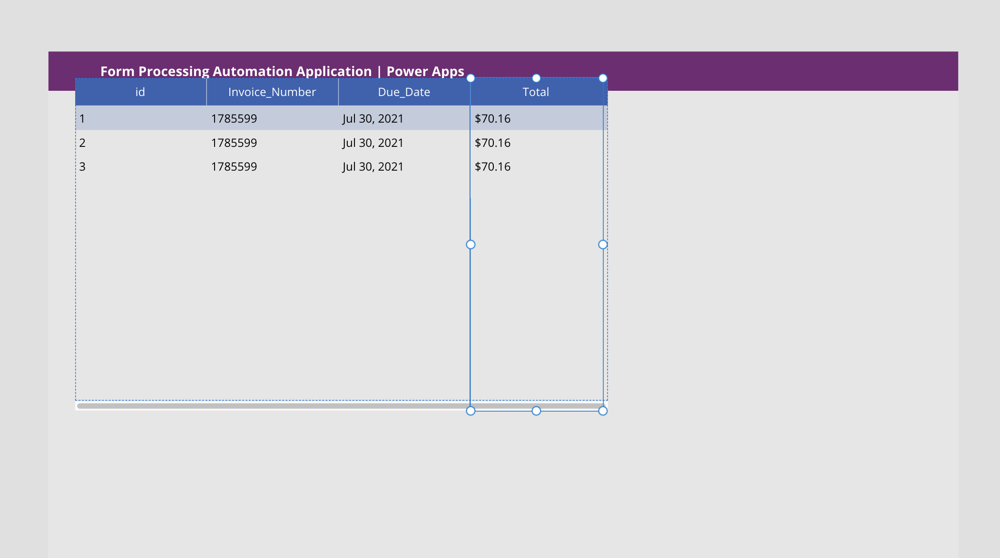 Form Processing Automation Application | Power Apps
id Invoice_Number Due_Date Total
1 1785599 Jul 30, 2021 $70.16
2 1785599 Jul 30, 2021 $70.16
3 1785599 Jul 30, 2021 $70.16